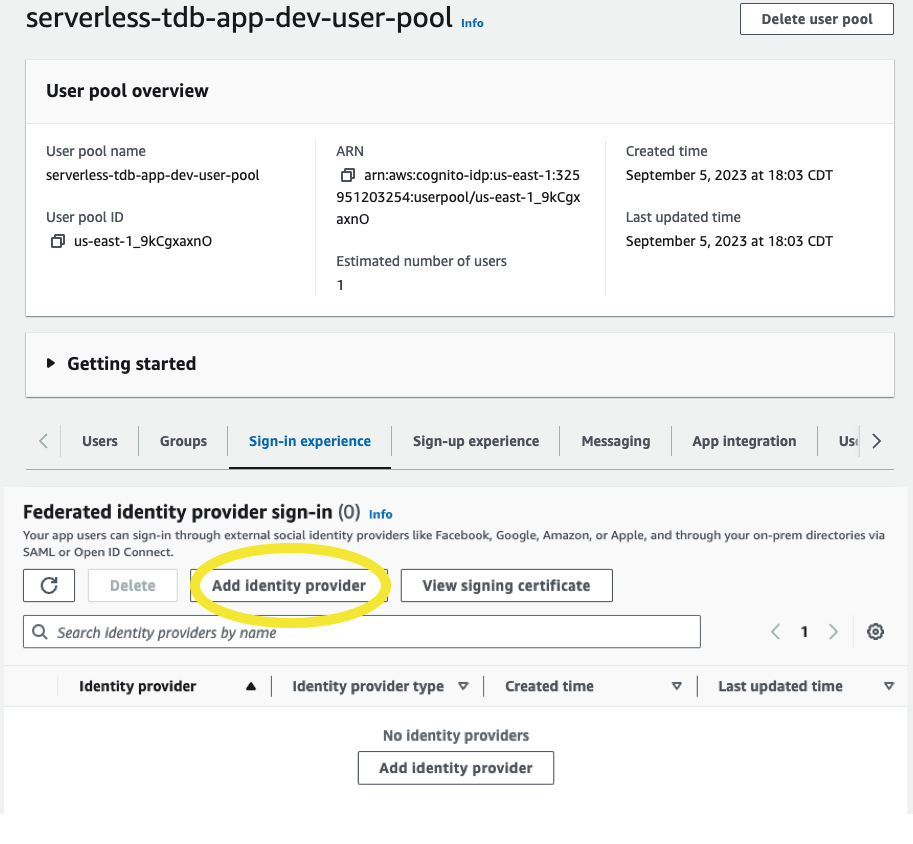 serverless-tdb-app-dev-user-pool Info
Delete user pool
User pool overview
User pool name
serverless-tdb-app-dev-user-pool
User pool ID
us-east-1_9kCgxaxnO
ARN
arn:aws:cognito-idp:us-east-1:325
951203254:userpool/us-east-1_9kCgx
axnO
Estimated number of users
1
Created time
September 5, 2023 at 18:03 CDT
Last updated time
September 5, 2023 at 18:03 CDT
Getting started
Users Groups Sign-in experience Sign-up experience Messaging App integration
Federated identity provider sign-in (0) Info
Your app users can sign-in through external social identity providers like Facebook, Google, Amazon, or Apple, and through your on-prem directories via
SAML or Open ID Connect.
Delete Add identity provider View signing certificate
Search identity providers by name 1
Identity provider Identity provider type Created time Last updated time
No identity providers
Add identity provider